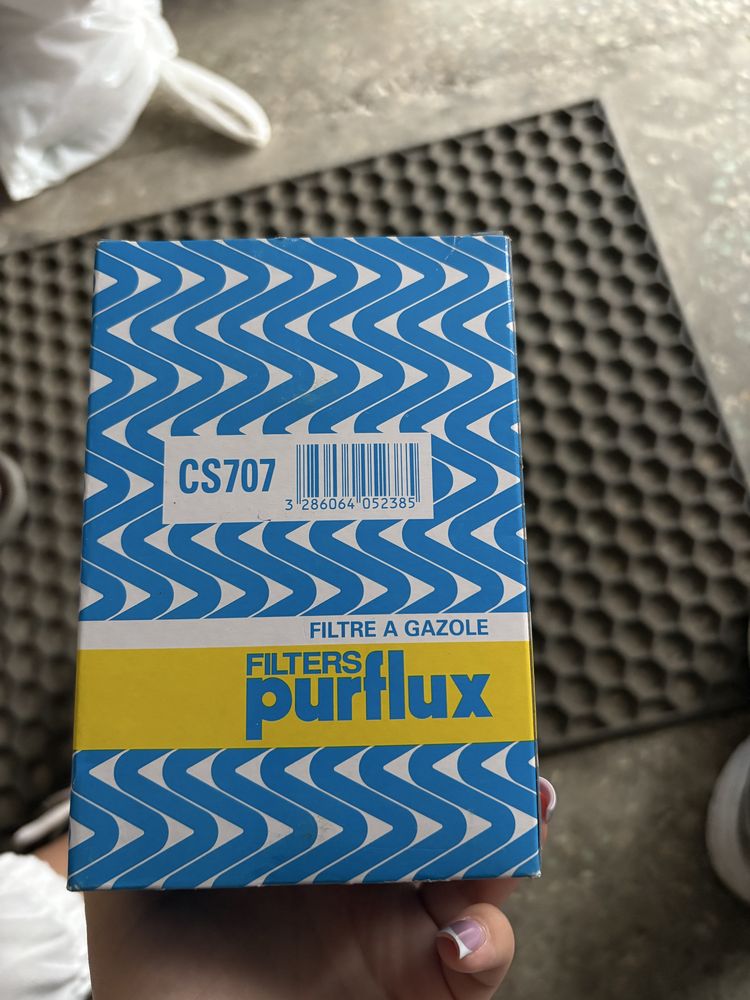 CS707
3 286064 052385
FILTRE A GAZOLE
FILTERS
purflux